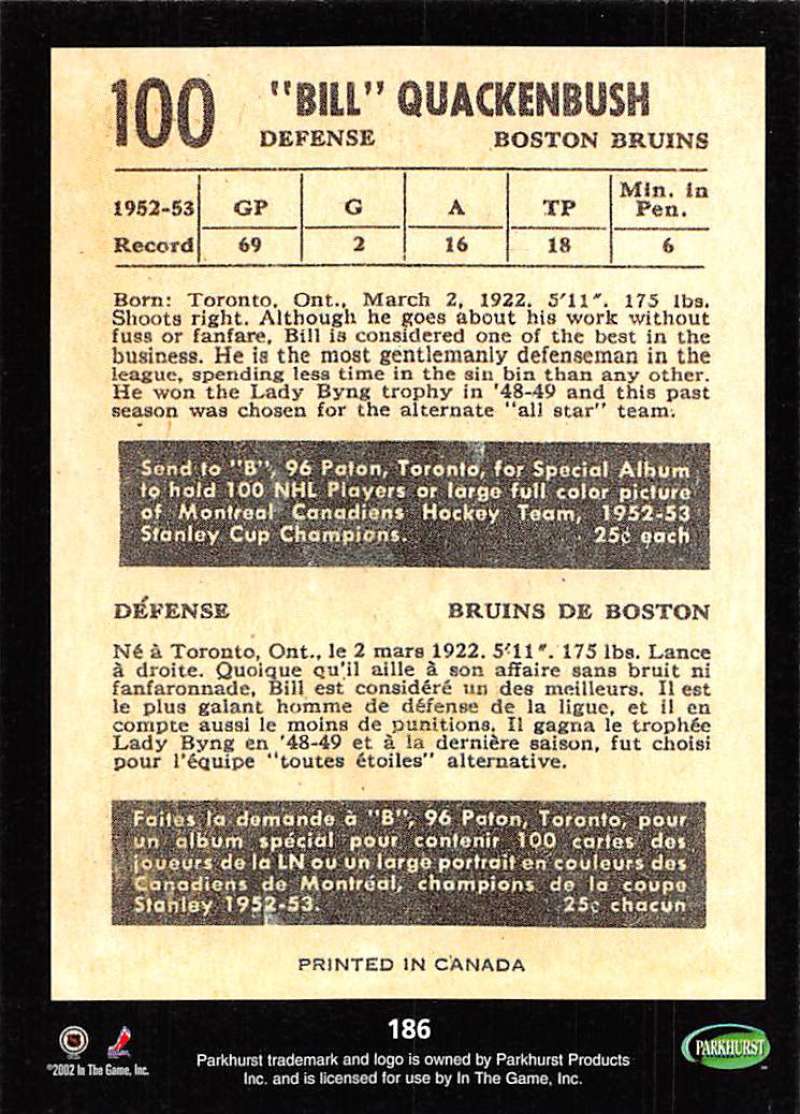 100 "BILL" QUACKENBUSH
DEFENSE BOSTON BRUINS
1952-53 GP G A TP Min. in Pen.
Record 69 2 16 18 6
Born: Toronto, Ont., March 2, 1922. 5'11". 175 lbs.
Shoots right. Although he goes about his work without
fuss or fanfare, Bill is considered one of the best in the
business. He is the most gentlemanly defenseman in the
league, spending less time in the sin bin than any other.
He won the Lady Byng trophy in '48-49 and this past
season was chosen for the alternate "all star" team.
Send to "B", 96 Paton, Toronto, for Special Album
to hold 100 NHL Players or large full color picture
of Montreal Canadiens Hockey Team, 1952-53
Stanley Cup Champions. 25¢ each
DÉFENSE BRUINS DE BOSTON
Né à Toronto, Ont., le 2 mars 1922. 5'11". 175 lbs. Lance
à droite. Quoique qu'il aille à son affaire sans bruit ni
fanfaronnade, Bill est considéré un des meilleurs. Il est
le plus galant homme de défense de la ligue, et il en
compte aussi le moins de punitions. Il gagna le trophée
Lady Byng en '48-49 et à la dernière saison, fut choisi
pour l'équipe "toutes étoiles" alternative.
Faites la demande à "B", 96 Paton, Toronto, pour
un album spécial pour contenir 100 cartes des
joueurs de la LN ou un large portrait en couleurs des
Canadiens de Montréal, champions de la coupe
Stanley 1952-53. 25¢ chacun
PRINTED IN CANADA
186
©2002 In The Game, Inc.
Parkhurst trademark and logo is owned by Parkhurst Products
Inc. and is licensed for use by In The Game, Inc.
PARKHURST